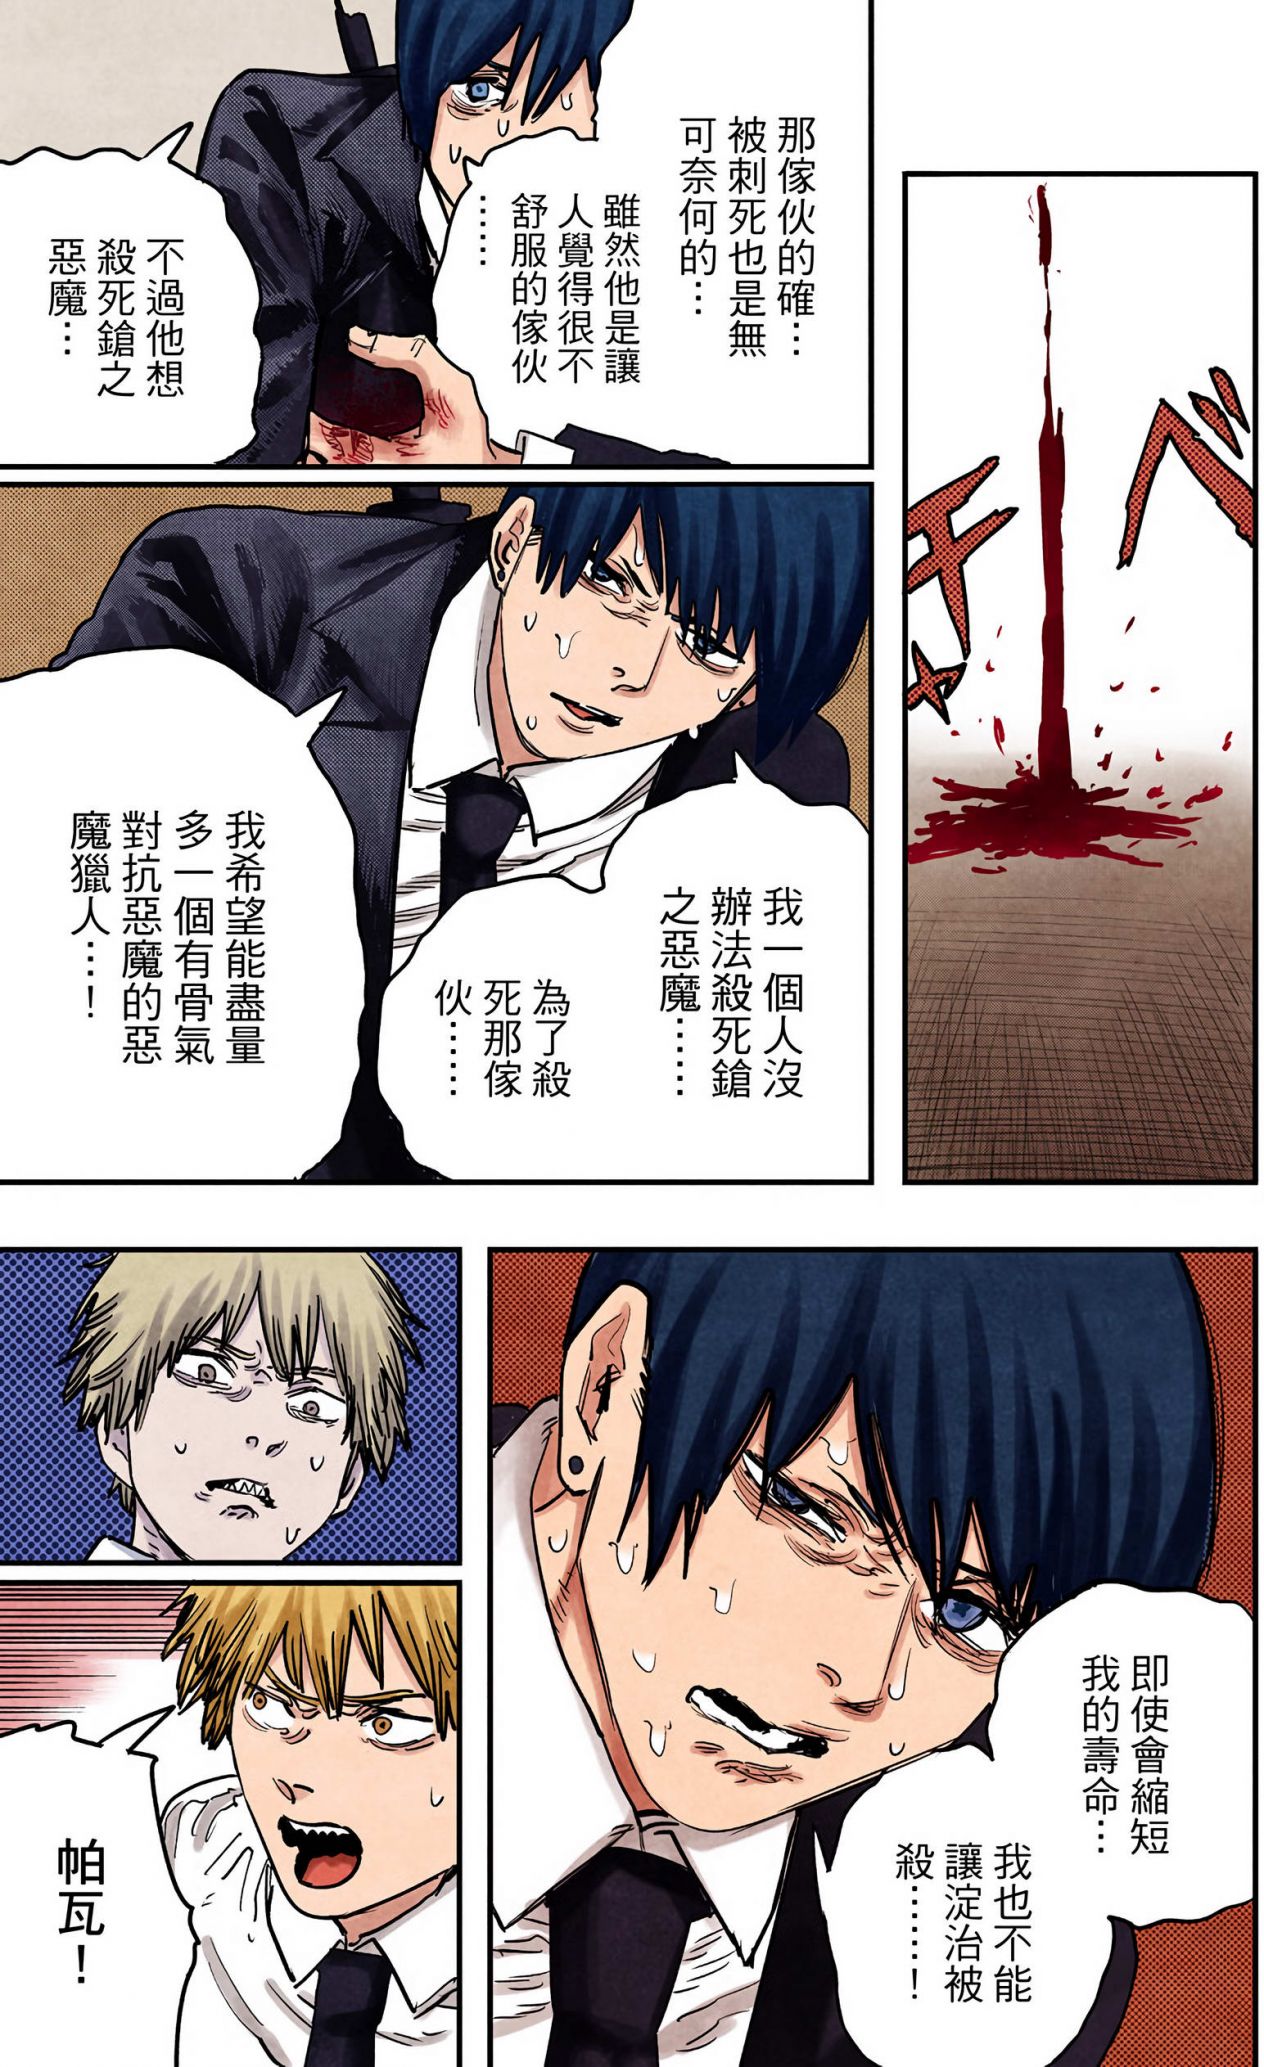 那傢伙的確…
被刺死也是無
可奈何的…
雖然他是讓
人覺得很不
舒服的傢伙
……
不過他想
殺死鎗之
惡魔…
我一個人沒
辦法殺死鎗
之惡魔……
為了殺
死那傢
伙……
我希望能盡量
多一個有骨氣
對抗惡魔的惡
魔獵人…!
即使會縮短
我的壽命…
我也不能
讓淀治被
殺……!
帕瓦!